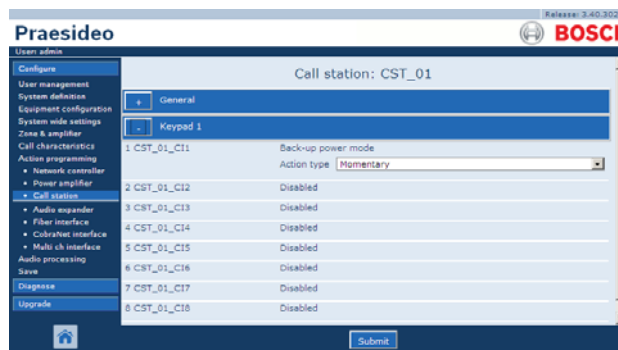 Release: 3.40.302
Praesideo
BOSCH
User: admin
Configure
User management
System definition
Equipment configuration
System wide settings
Zone & amplifier
Call characteristics
Action programming
• Network controller
• Power amplifier
• Call station
• Audio expander
• Fiber interface
• CobraNet interface
• Multi ch interface
Audio processing
Save
Diagnose
Upgrade
Call station: CST_01
+ General
- Keypad 1
1 CST_01_CI1 Back-up power mode
Action type Momentary
2 CST_01_CI2 Disabled
3 CST_01_CI3 Disabled
4 CST_01_CI4 Disabled
5 CST_01_CI5 Disabled
6 CST_01_CI6 Disabled
7 CST_01_CI7 Disabled
8 CST_01_CI8 Disabled
Submit